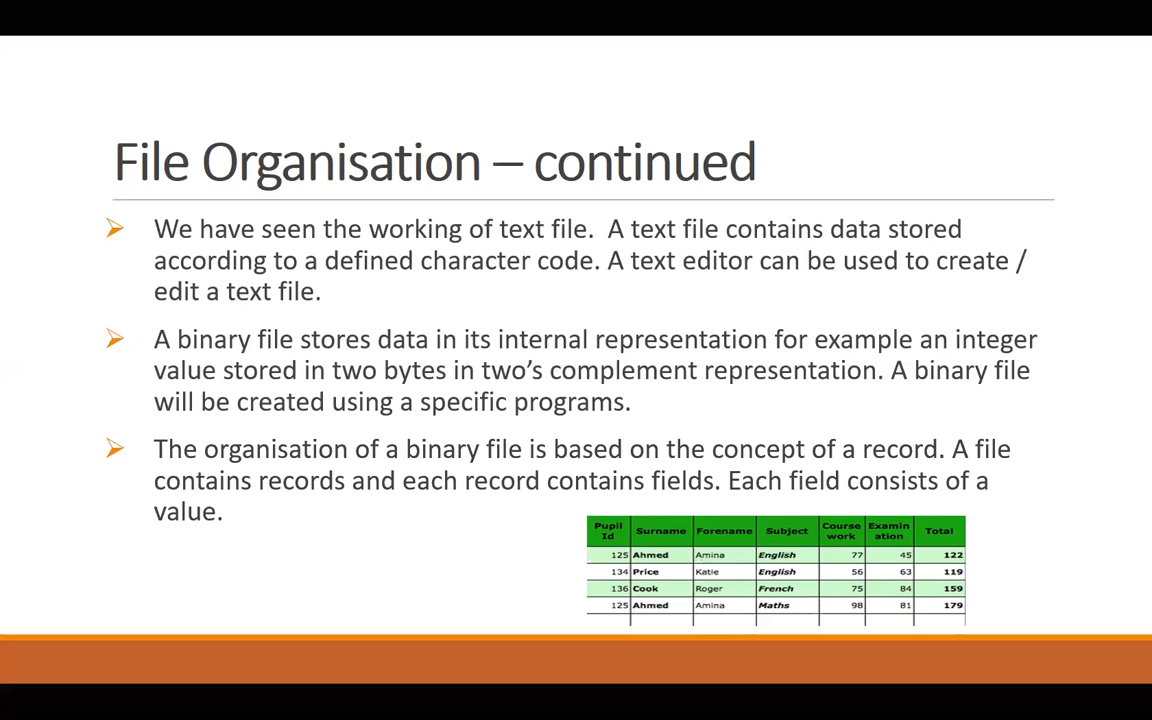 File Organisation – continued
We have seen the working of text file.  A text file contains data stored
according to a defined character code. A text editor can be used to create /
edit a text file.
A binary file stores data in its internal representation for example an integer
value stored in two bytes in two’s complement representation. A binary file
will be created using a specific programs.
The organisation of a binary file is based on the concept of a record. A file
contains records and each record contains fields. Each field consists of a
value.
Pupil Id Surname Forename Subject Course work Examin ation Total
125 Ahmed Amina English 77 45 122
134 Price Katie English 56 63 119
136 Cook Roger French 75 84 159
125 Ahmed Amina Maths 98 81 179